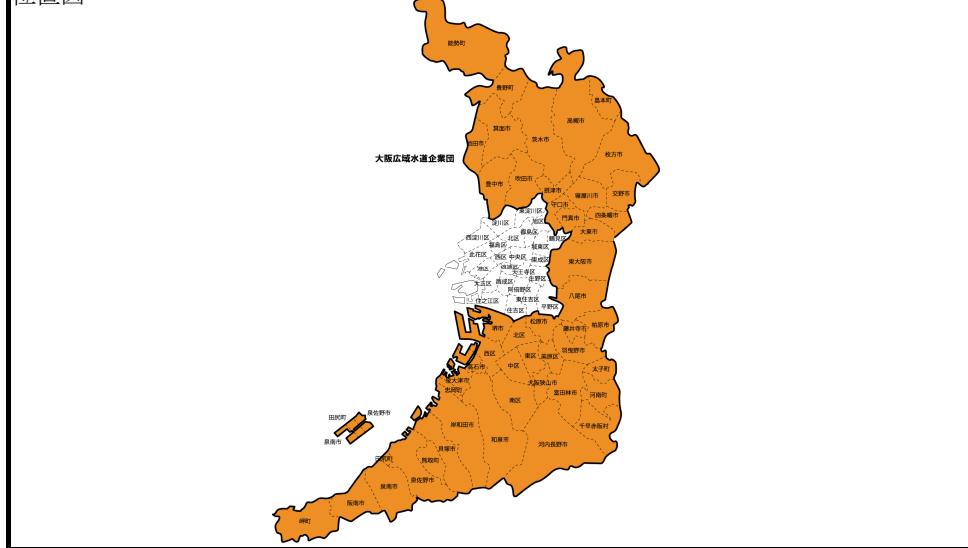 位置図
能勢町
豊野町
島本町
高槻市
箕面市
茨木市
池田市
大阪広域水道企業団
枚方市
吹田市
豊中市
摂津市
寝屋川市
交野市
守口市
東淀川区
門真市
四条畷市
淀川区
旭区
都島区
大東市
西淀川区
北区
鶴見区
福島区
城東区
此花区
西区
中央区
東成区
東大阪市
港区
浪速区
天王寺区
生野区
大正区
西成区
阿倍野区
八尾市
住之江区
東住吉区
平野区
住吉区
松原市
堺市
北区
藤井寺市
柏原市
西区
東区
美原区
羽曳野市
高石市
中区
太子町
泉大津市
大阪狭山市
忠岡町
富田林市
河南町
南区
田尻町
泉佐野市
岸和田市
千早赤阪村
泉南市
和泉市
河内長野市
貝塚市
田尻町
熊取町
泉佐野市
泉南市
阪南市
岬町